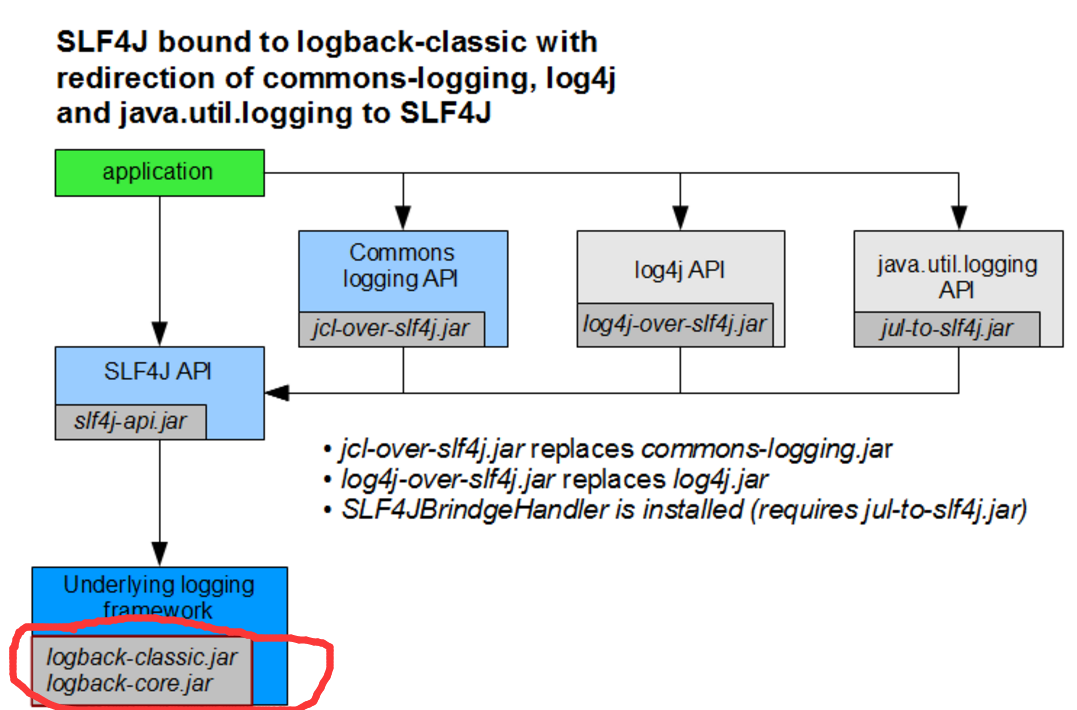 SLF4J bound to logback-classic with
redirection of commons-logging, log4j
and java.util.logging to SLF4J
application
Commons
logging API
jcl-over-slf4j.jar
log4j API
log4j-over-slf4j.jar
java.util.logging
API
jul-to-slf4j.jar
SLF4J API
slf4j-api.jar
• jcl-over-slf4j.jar replaces commons-logging.jar
• log4j-over-slf4j.jar replaces log4j.jar
• SLF4JBrindgeHandler is installed (requires jul-to-slf4j.jar)
Underlying logging
framework
logback-classic.jar
logback-core.jar